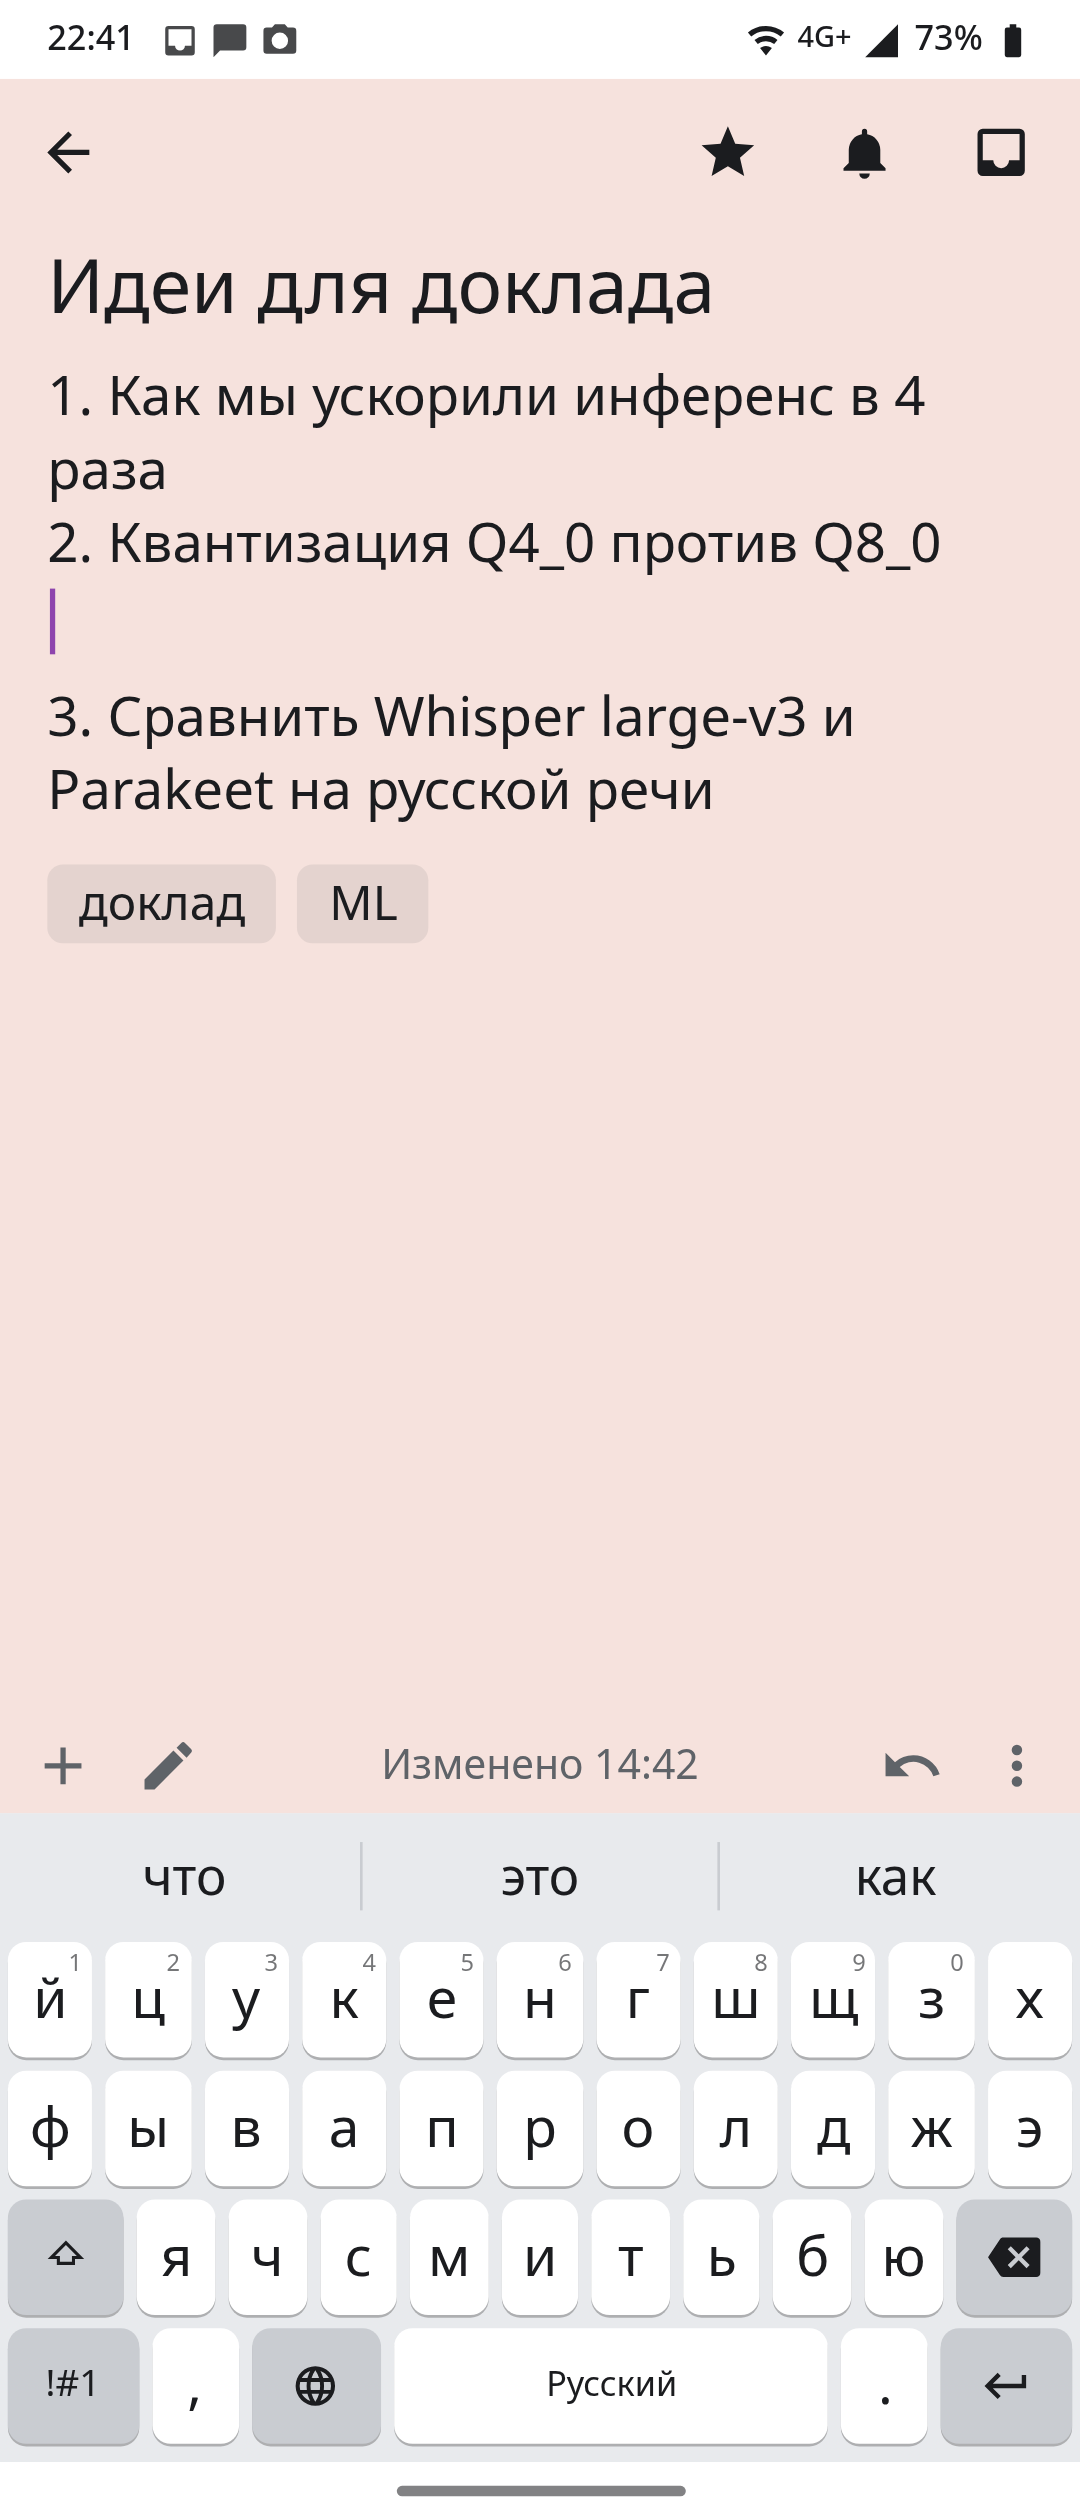 22:41
4G+ 73%
Идеи для доклада
1. Как мы ускорили инференс в 4
раза
2. Квантизация Q4_0 против Q8_0
3. Сравнить Whisper large-v3 и
Parakeet на русской речи
доклад ML
Изменено 14:42
что это как
1 2 3 4 5 6 7 8 9 0
й ц у к е н г ш щ з х
ф ы в а п р о л д ж э
я ч с м и т ь б ю
!#1 , Русский .